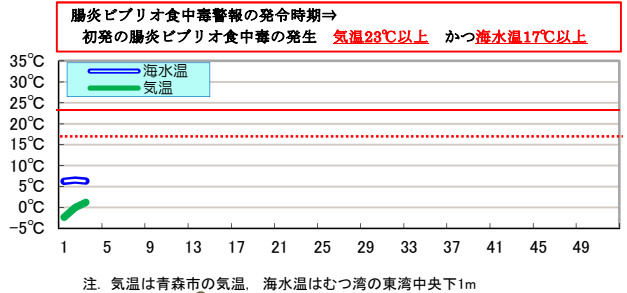 腸炎ビブリオ食中毒警報の発令時期⇒
初発の腸炎ビブリオ食中毒の発生　気温23℃以上　かつ海水温17℃以上
35℃
30℃
25℃
20℃
15℃
10℃
5℃
0℃
-5℃
海水温
気温
1 5 9 13 17 21 25 29 33 37 41 45 49
注．気温は青森市の気温，海水温はむつ湾の東湾中央下1m